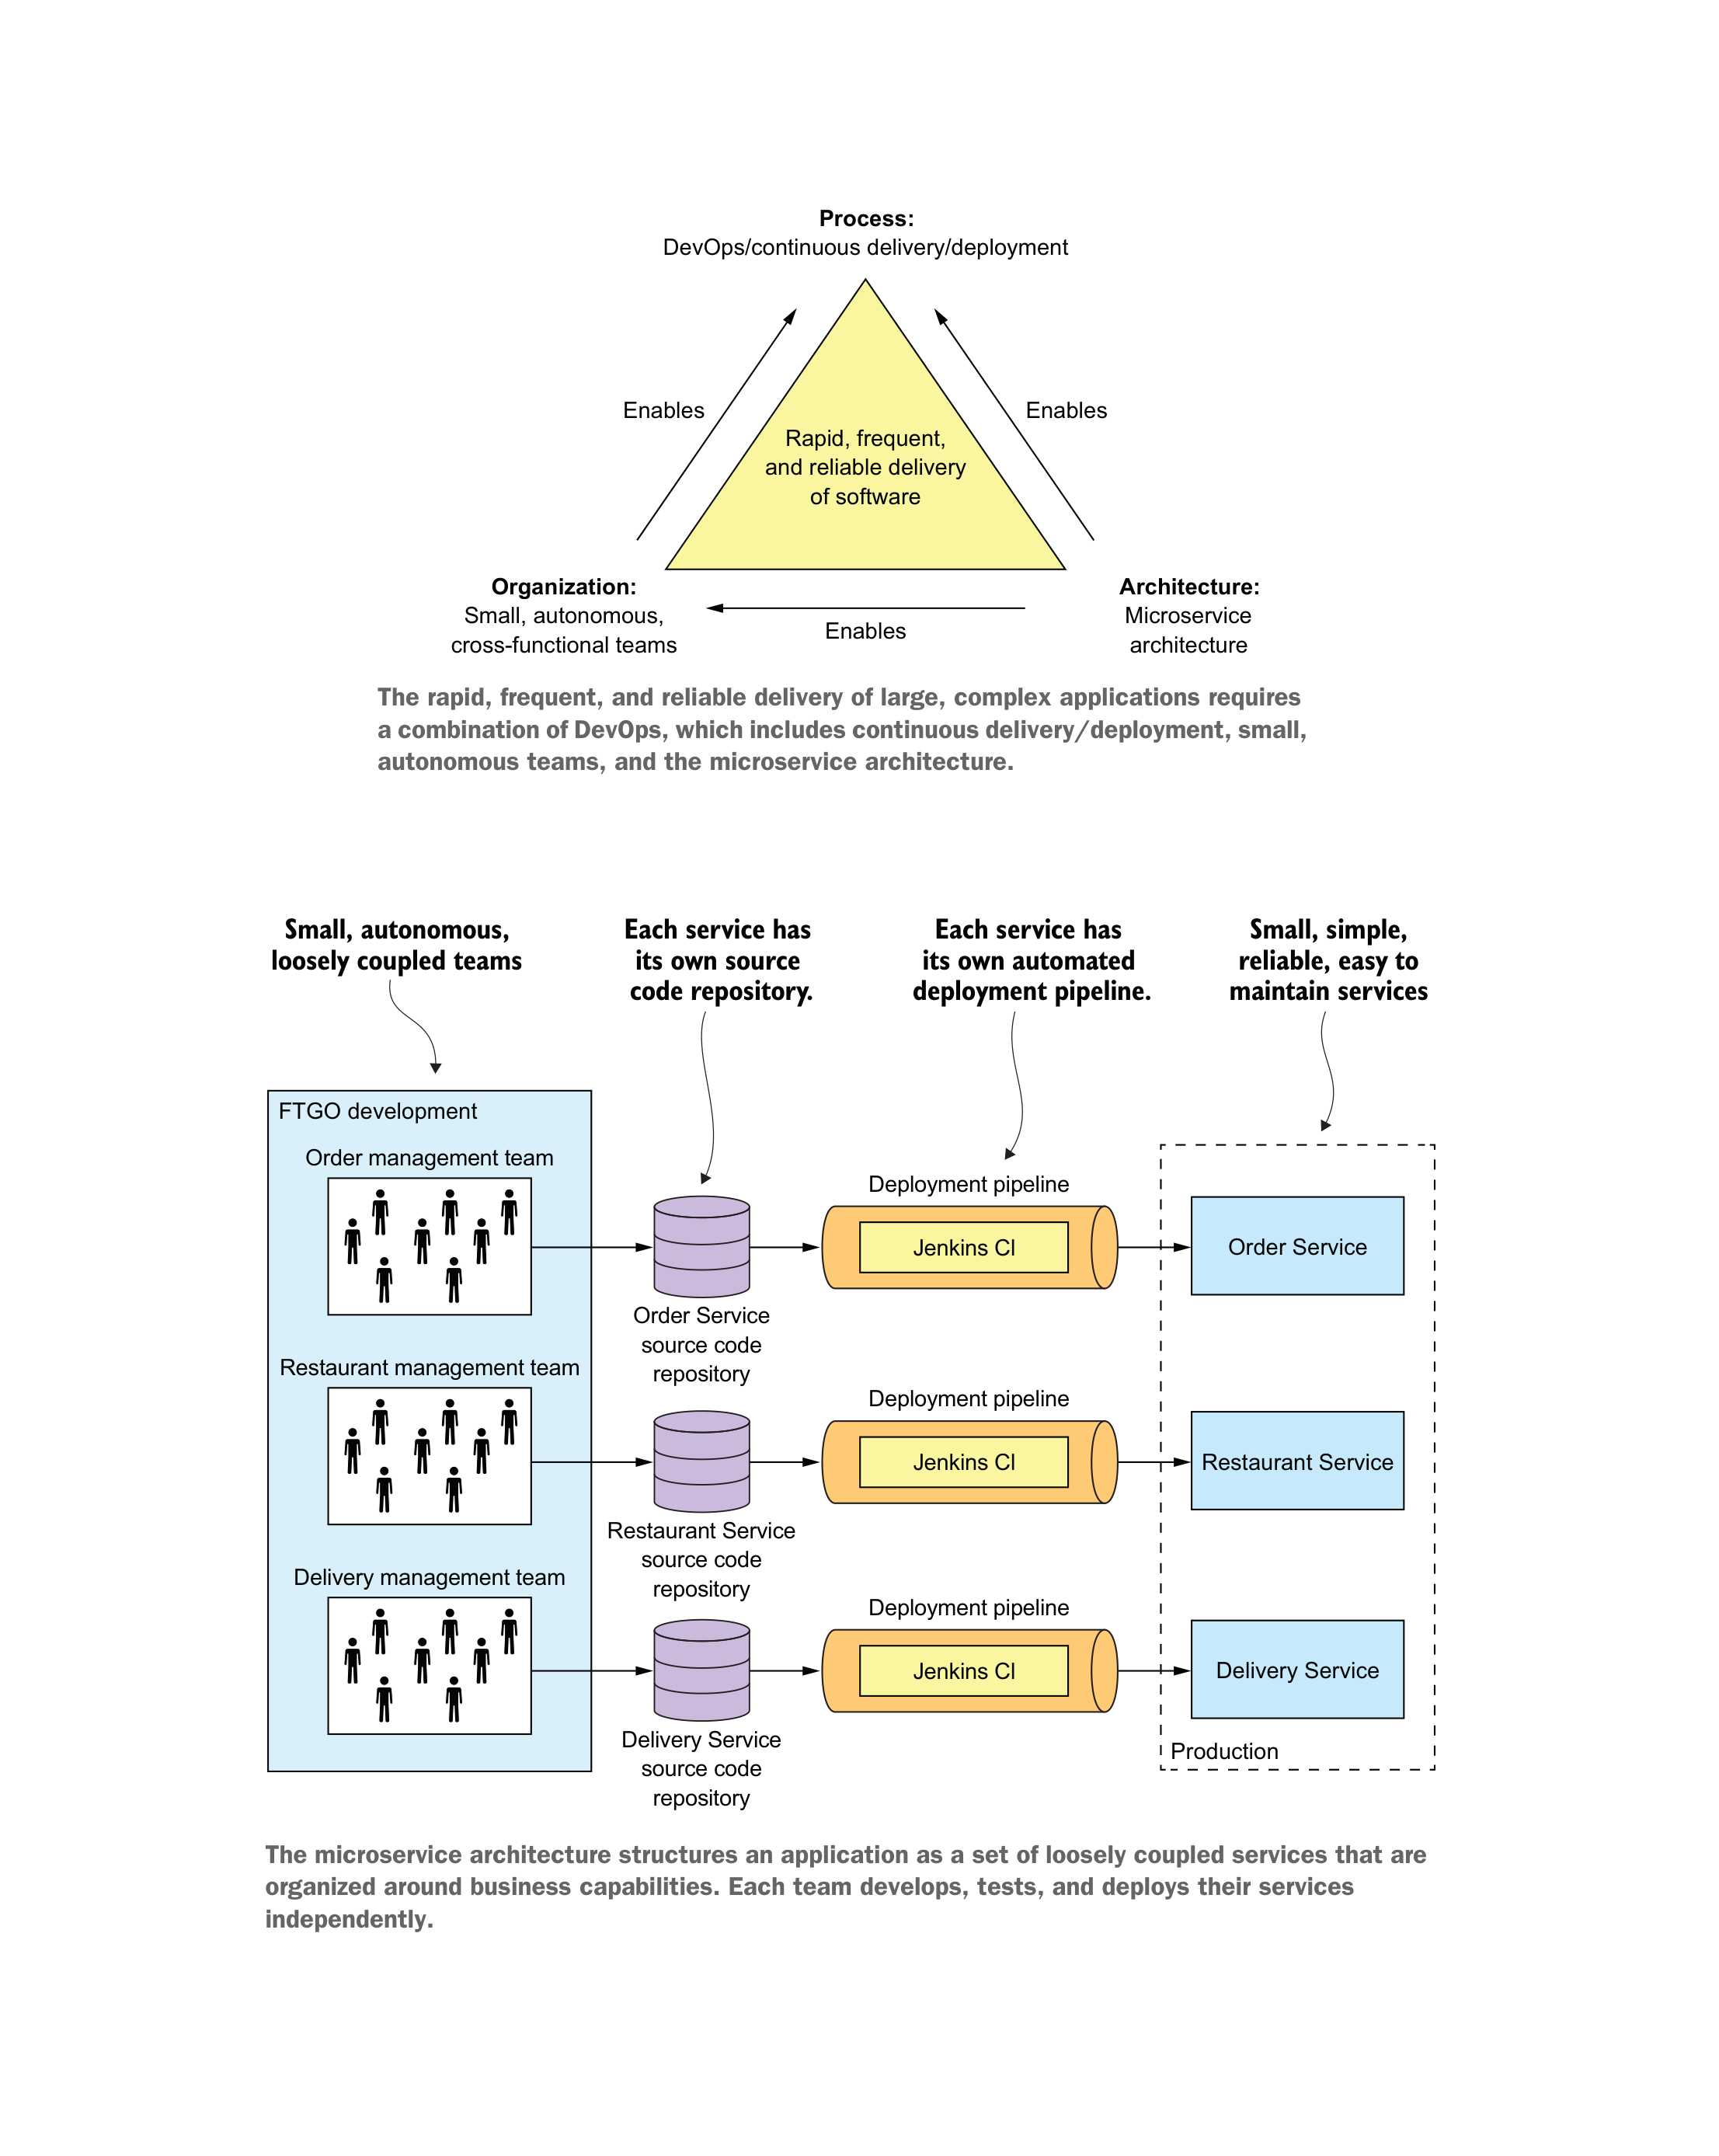 Process:
DevOps/continuous delivery/deployment
Enables
Enables
Rapid, frequent,
and reliable delivery
of software
Organization:
Small, autonomous,
cross-functional teams
Enables
Architecture:
Microservice
architecture
The rapid, frequent, and reliable delivery of large, complex applications requires
a combination of DevOps, which includes continuous delivery/deployment, small,
autonomous teams, and the microservice architecture.
Small, autonomous,
loosely coupled teams
Each service has
its own source
code repository.
Each service has
its own automated
deployment pipeline.
Small, simple,
reliable, easy to
maintain services
FTGO development
Order management team
Order Service
source code
repository
Deployment pipeline
Jenkins CI
Order Service
Restaurant management team
Restaurant Service
source code
repository
Deployment pipeline
Jenkins CI
Restaurant Service
Delivery management team
Delivery Service
source code
repository
Deployment pipeline
Jenkins CI
Delivery Service
Production
The microservice architecture structures an application as a set of loosely coupled services that are
organized around business capabilities. Each team develops, tests, and deploys their services
independently.